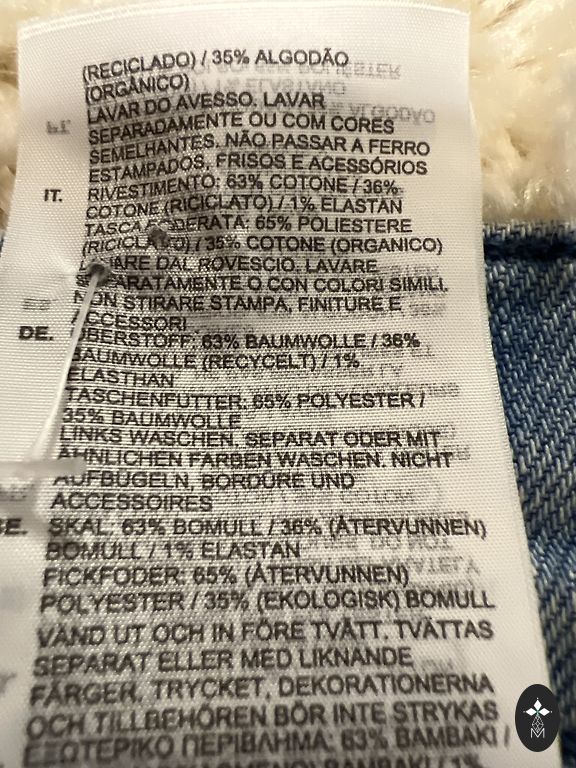 (RECICLADO) / 35% ALGODÃO
(ORGÂNICO)
LAVAR DO AVESSO. LAVAR
SEPARADAMENTE OU COM CORES
SEMELHANTES. NÃO PASSAR A FERRO
ESTAMPADOS, FRISOS E ACESSÓRIOS
IT. RIVESTIMENTO: 63% COTONE / 36%
COTONE (RICICLATO) / 1% ELASTAN
65% POLIESTERE
(RICICLATO) / 35% COTONE (ORGANICO)
DAL ROVESCIO. LAVARE
O CON COLORI SIMILI.
NON STIRARE STAMPA, FINITURE E
ACCESSORI
DE. OBERSTOFF: 63% BAUMWOLLE / 36%
BAUMWOLLE (RECYCELT) / 1%
ELASTHAN
TASCHENFUTTER: 65% POLYESTER /
35% BAUMWOLLE
LINKS WASCHEN. SEPARAT ODER MIT
ÄHNLICHEN FARBEN WASCHEN. NICHT
AUFBÜGELN, BORDÜRE UND
ACCESSOIRES
SKAL: 63% BOMULL / 36% (ÅTERVUNNEN)
BOMULL / 1% ELASTAN
FICKFODER: 65% (ÅTERVUNNEN)
POLYESTER / 35% (EKOLOGISK) BOMULL
VÄND UT OCH IN FÖRE TVÄTT. TVÄTTAS
SEPARAT ELLER MED LIKNANDE
FÄRGER, TRYCKET, DEKORATIONERNA
OCH TILLBEHÖREN BÖR INTE STRYKAS
ΕΞΩΤΕΡΙΚΟ ΠΕΡΙΒΛΗΜΑ: 63% ΒΑΜΒΑΚΙ /